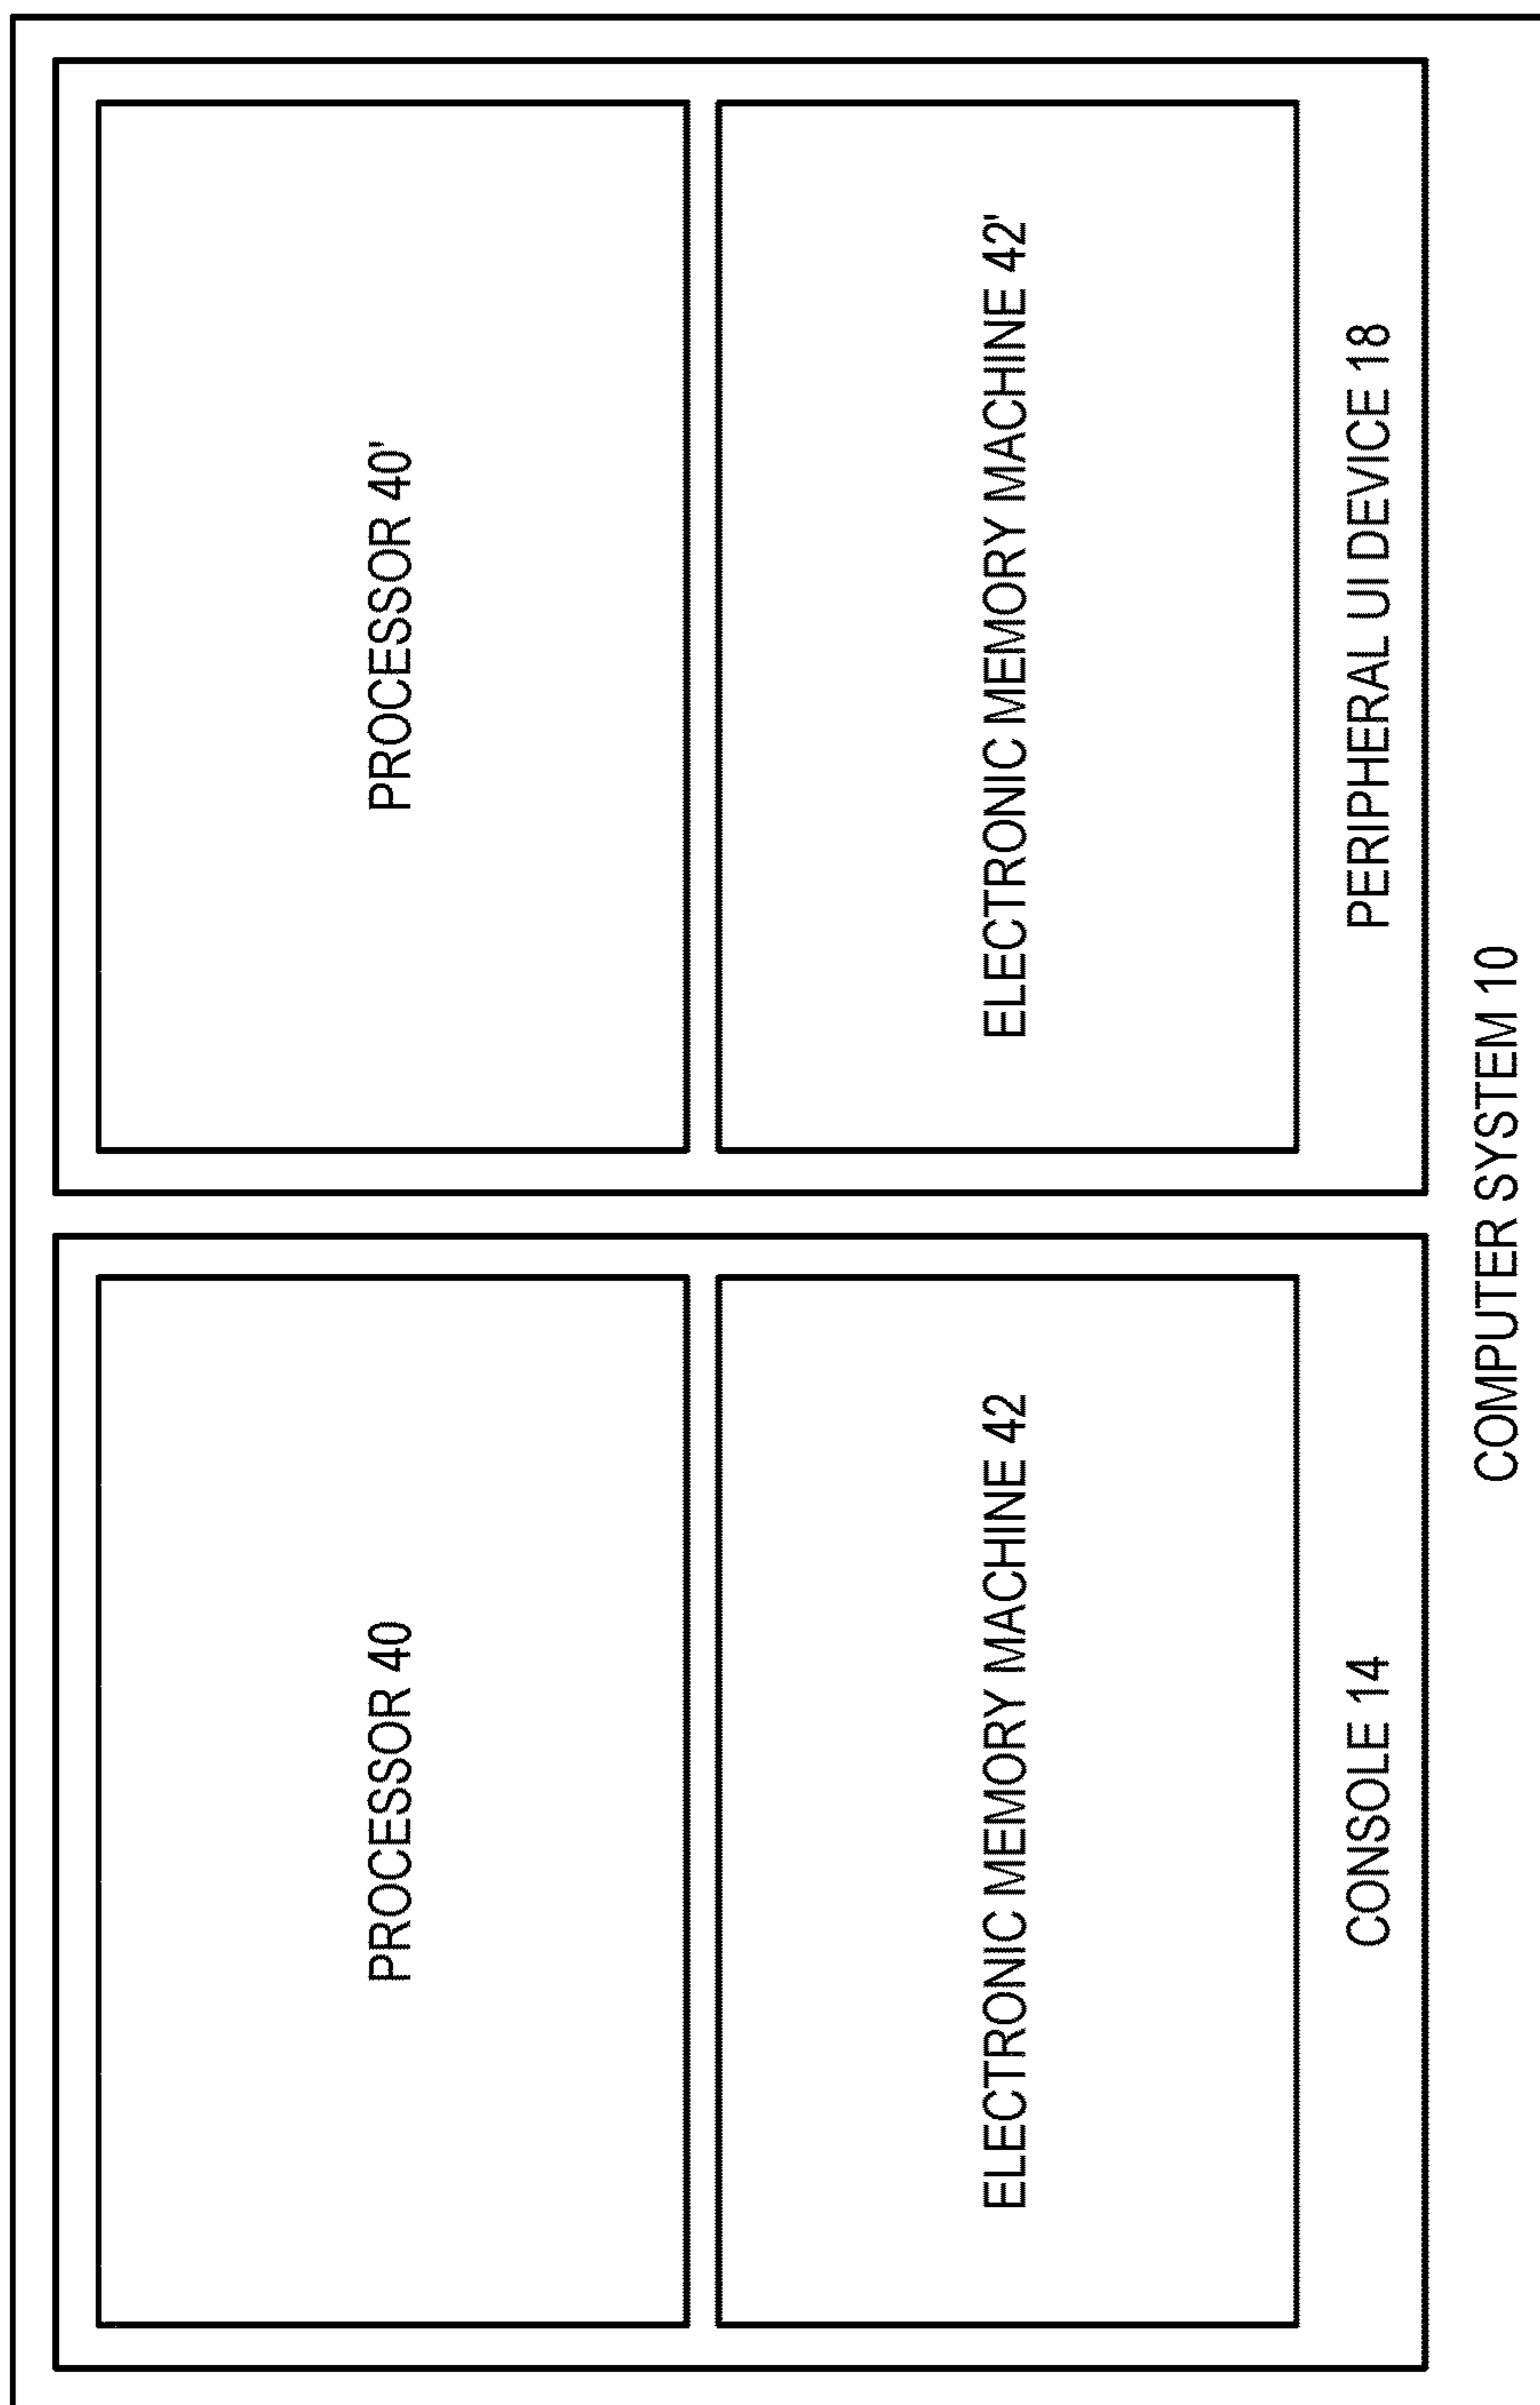 PROCESSOR 40
ELECTRONIC MEMORY MACHINE 42
CONSOLE 14
PROCESSOR 40'
ELECTRONIC MEMORY MACHINE 42'
PERIPHERAL UI DEVICE 18
COMPUTER SYSTEM 10